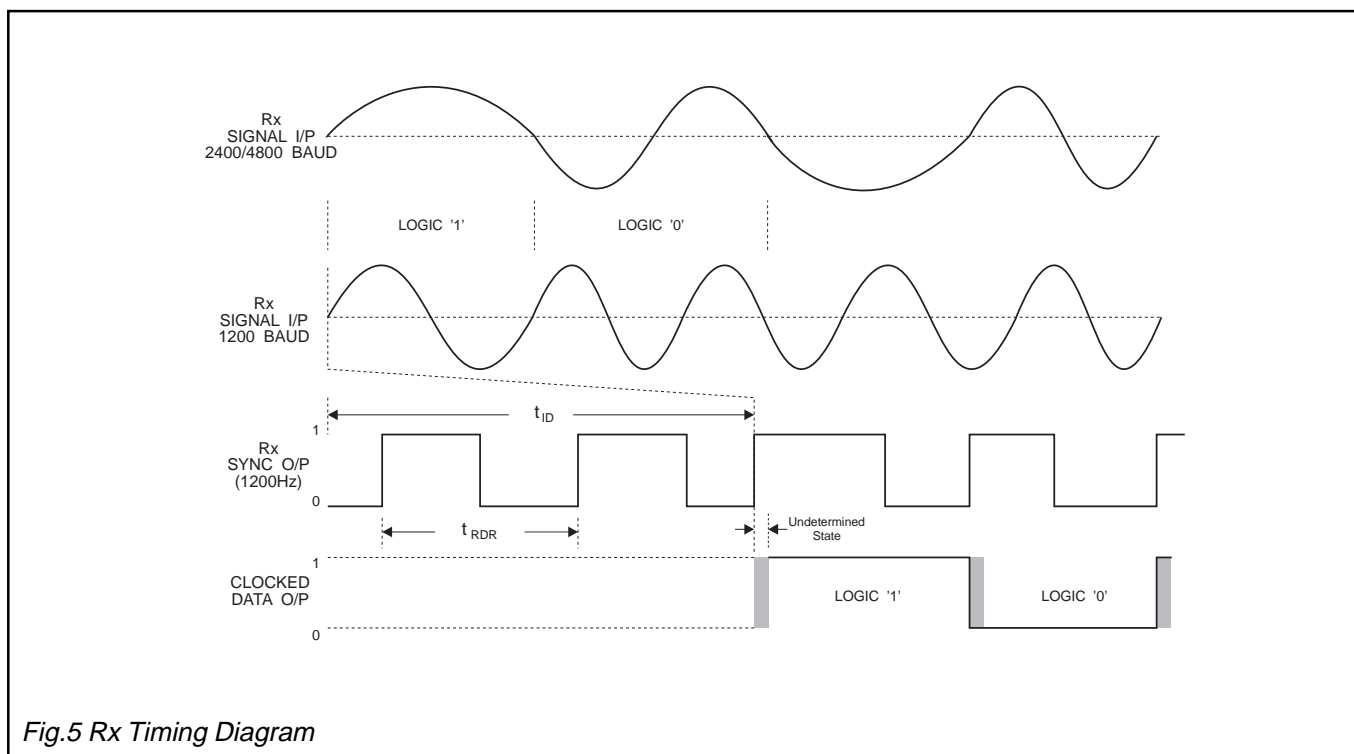 Rx
SIGNAL I/P
2400/4800 BAUD
LOGIC '1'
LOGIC '0'
Rx
SIGNAL I/P
1200 BAUD
t ID
1
Rx
SYNC O/P
(1200Hz)
0
t RDR
Undetermined
State
1
CLOCKED
DATA O/P
LOGIC '1'
LOGIC '0'
0
Fig.5 Rx Timing Diagram